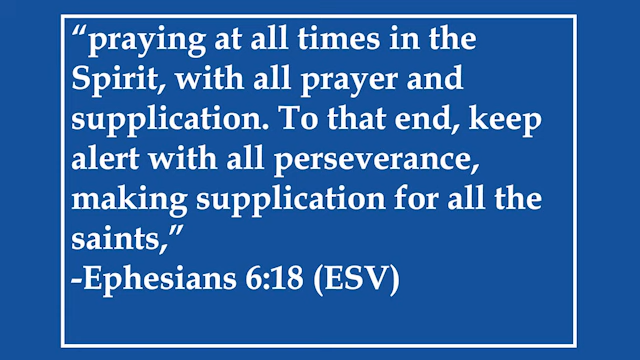 “praying at all times in the
Spirit, with all prayer and
supplication. To that end, keep
alert with all perseverance,
making supplication for all the
saints,”
-Ephesians 6:18 (ESV)